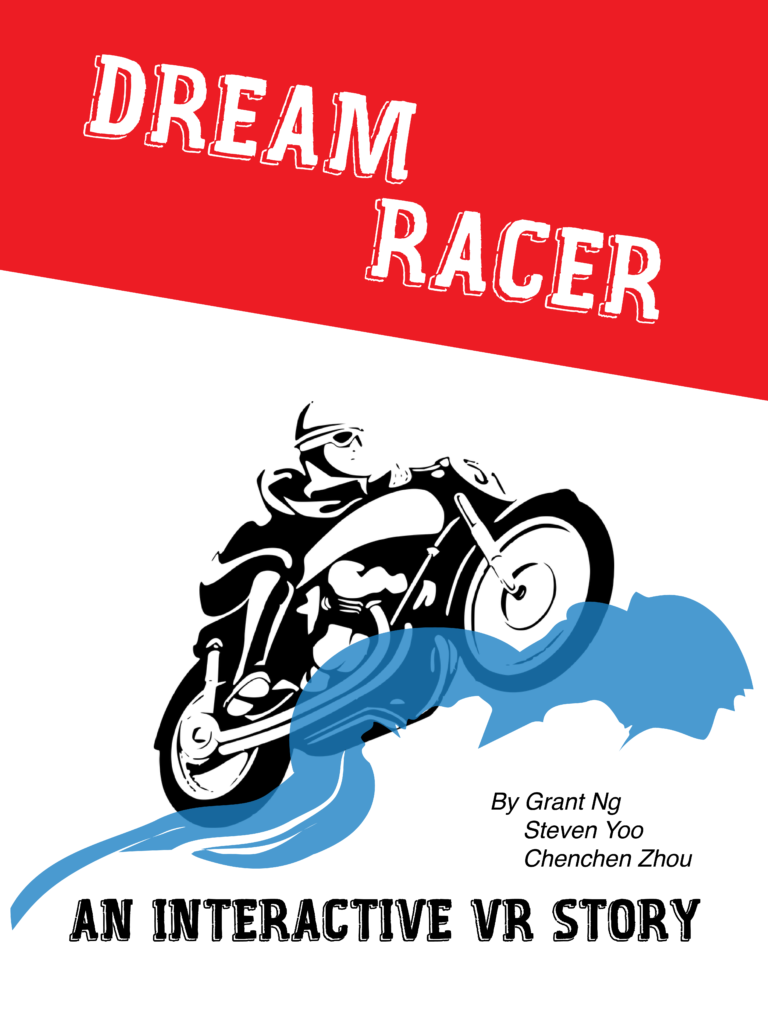 DREAM
RACER
By Grant Ng
Steven Yoo
Chenchen Zhou
AN INTERACTIVE VR STORY